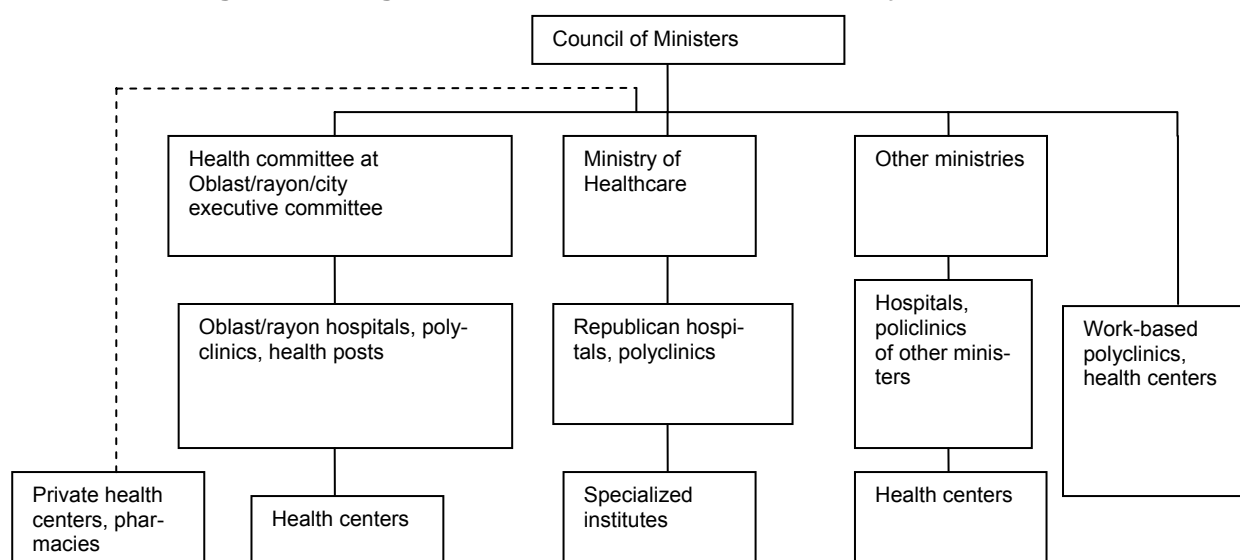 Council of Ministers
Health committee at
Oblast/rayon/city
executive committee
Ministry of
Healthcare
Other ministries
Oblast/rayon hospitals, poly-
clinics, health posts
Republican hospi-
tals, polyclinics
Hospitals,
policlinics
of other minis-
ters
Work-based
polyclinics,
health centers
Private health
centers, phar-
macies
Health centers
Specialized
institutes
Health centers